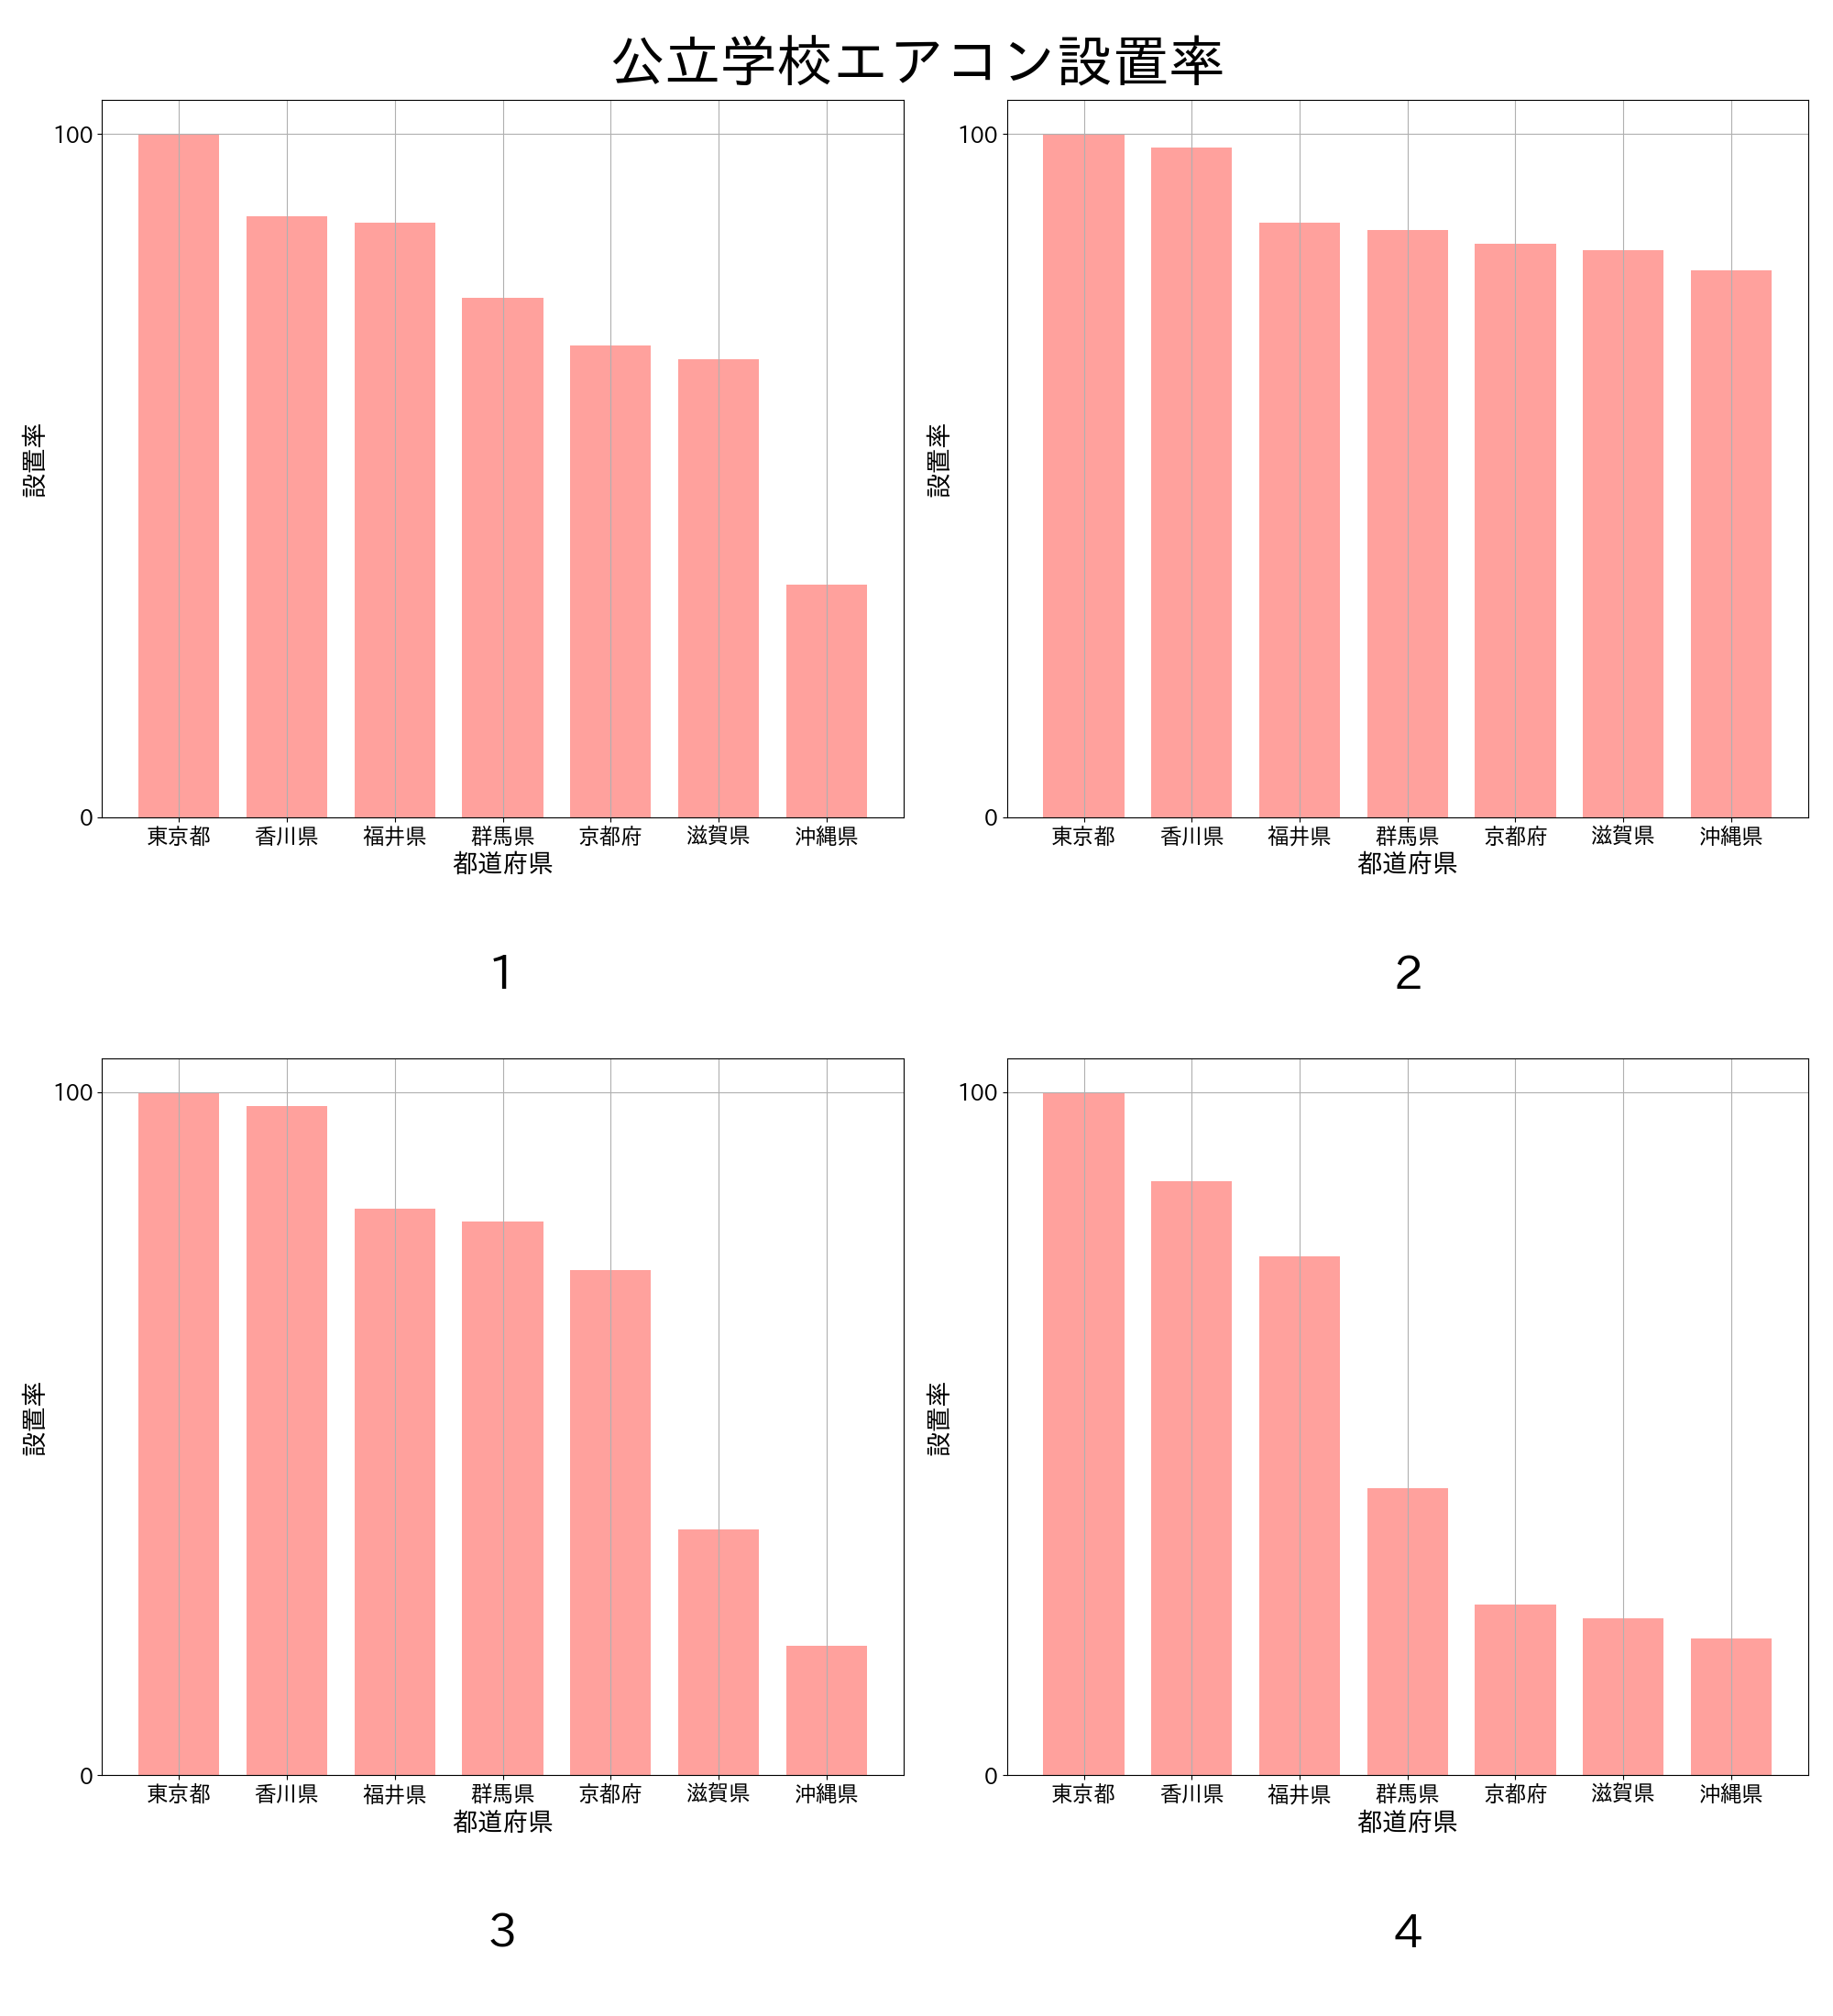 公立学校エアコン設置率
100
0
設置率
東京都 香川県 福井県 群馬県 京都府 滋賀県 沖縄県
都道府県
1
100
0
設置率
東京都 香川県 福井県 群馬県 京都府 滋賀県 沖縄県
都道府県
2
100
0
設置率
東京都 香川県 福井県 群馬県 京都府 滋賀県 沖縄県
都道府県
3
100
0
設置率
東京都 香川県 福井県 群馬県 京都府 滋賀県 沖縄県
都道府県
4